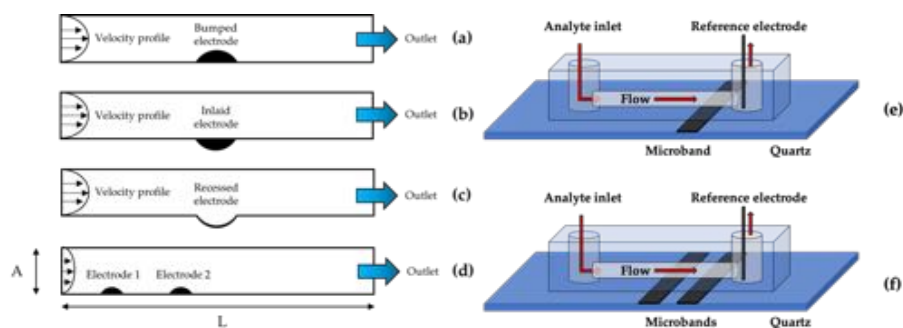 Velocity profile
Bumped
electrode
Outlet
(a)
Velocity profile
Inlaid
electrode
Outlet
(b)
Velocity profile
Recessed
electrode
Outlet
(c)
A
Electrode 1
Electrode 2
Outlet
(d)
L
Analyte inlet
Reference electrode
Flow
(e)
Microband
Quartz
Analyte inlet
Reference electrode
Flow
(f)
Microbands
Quartz